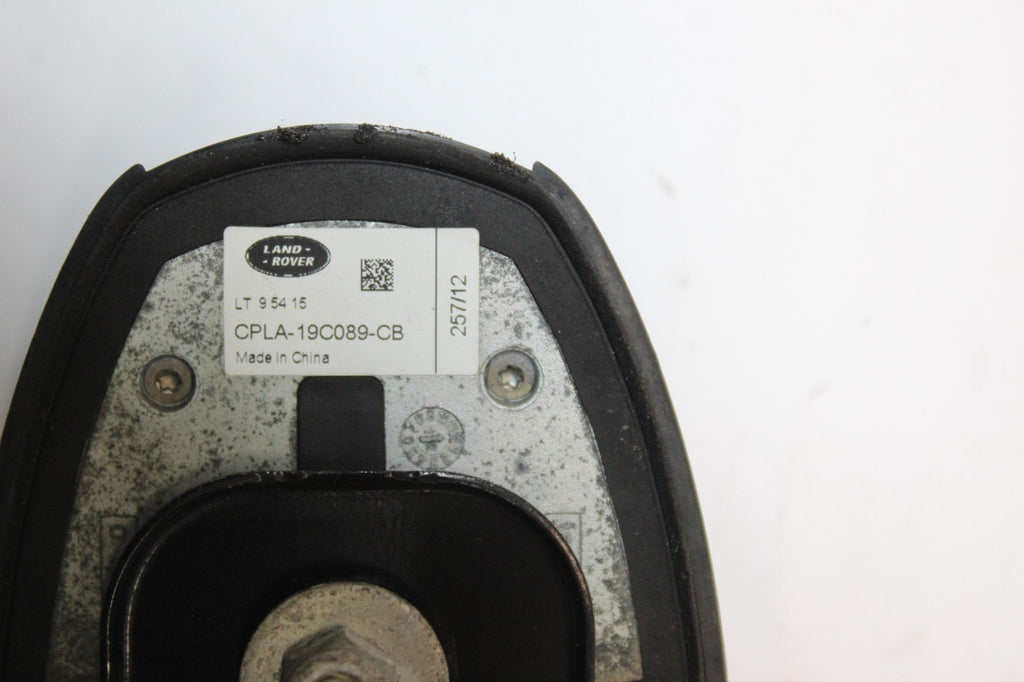 LAND -
- ROVER
LT 9 54 15
CPLA-19C089-CB
Made in China
257/12